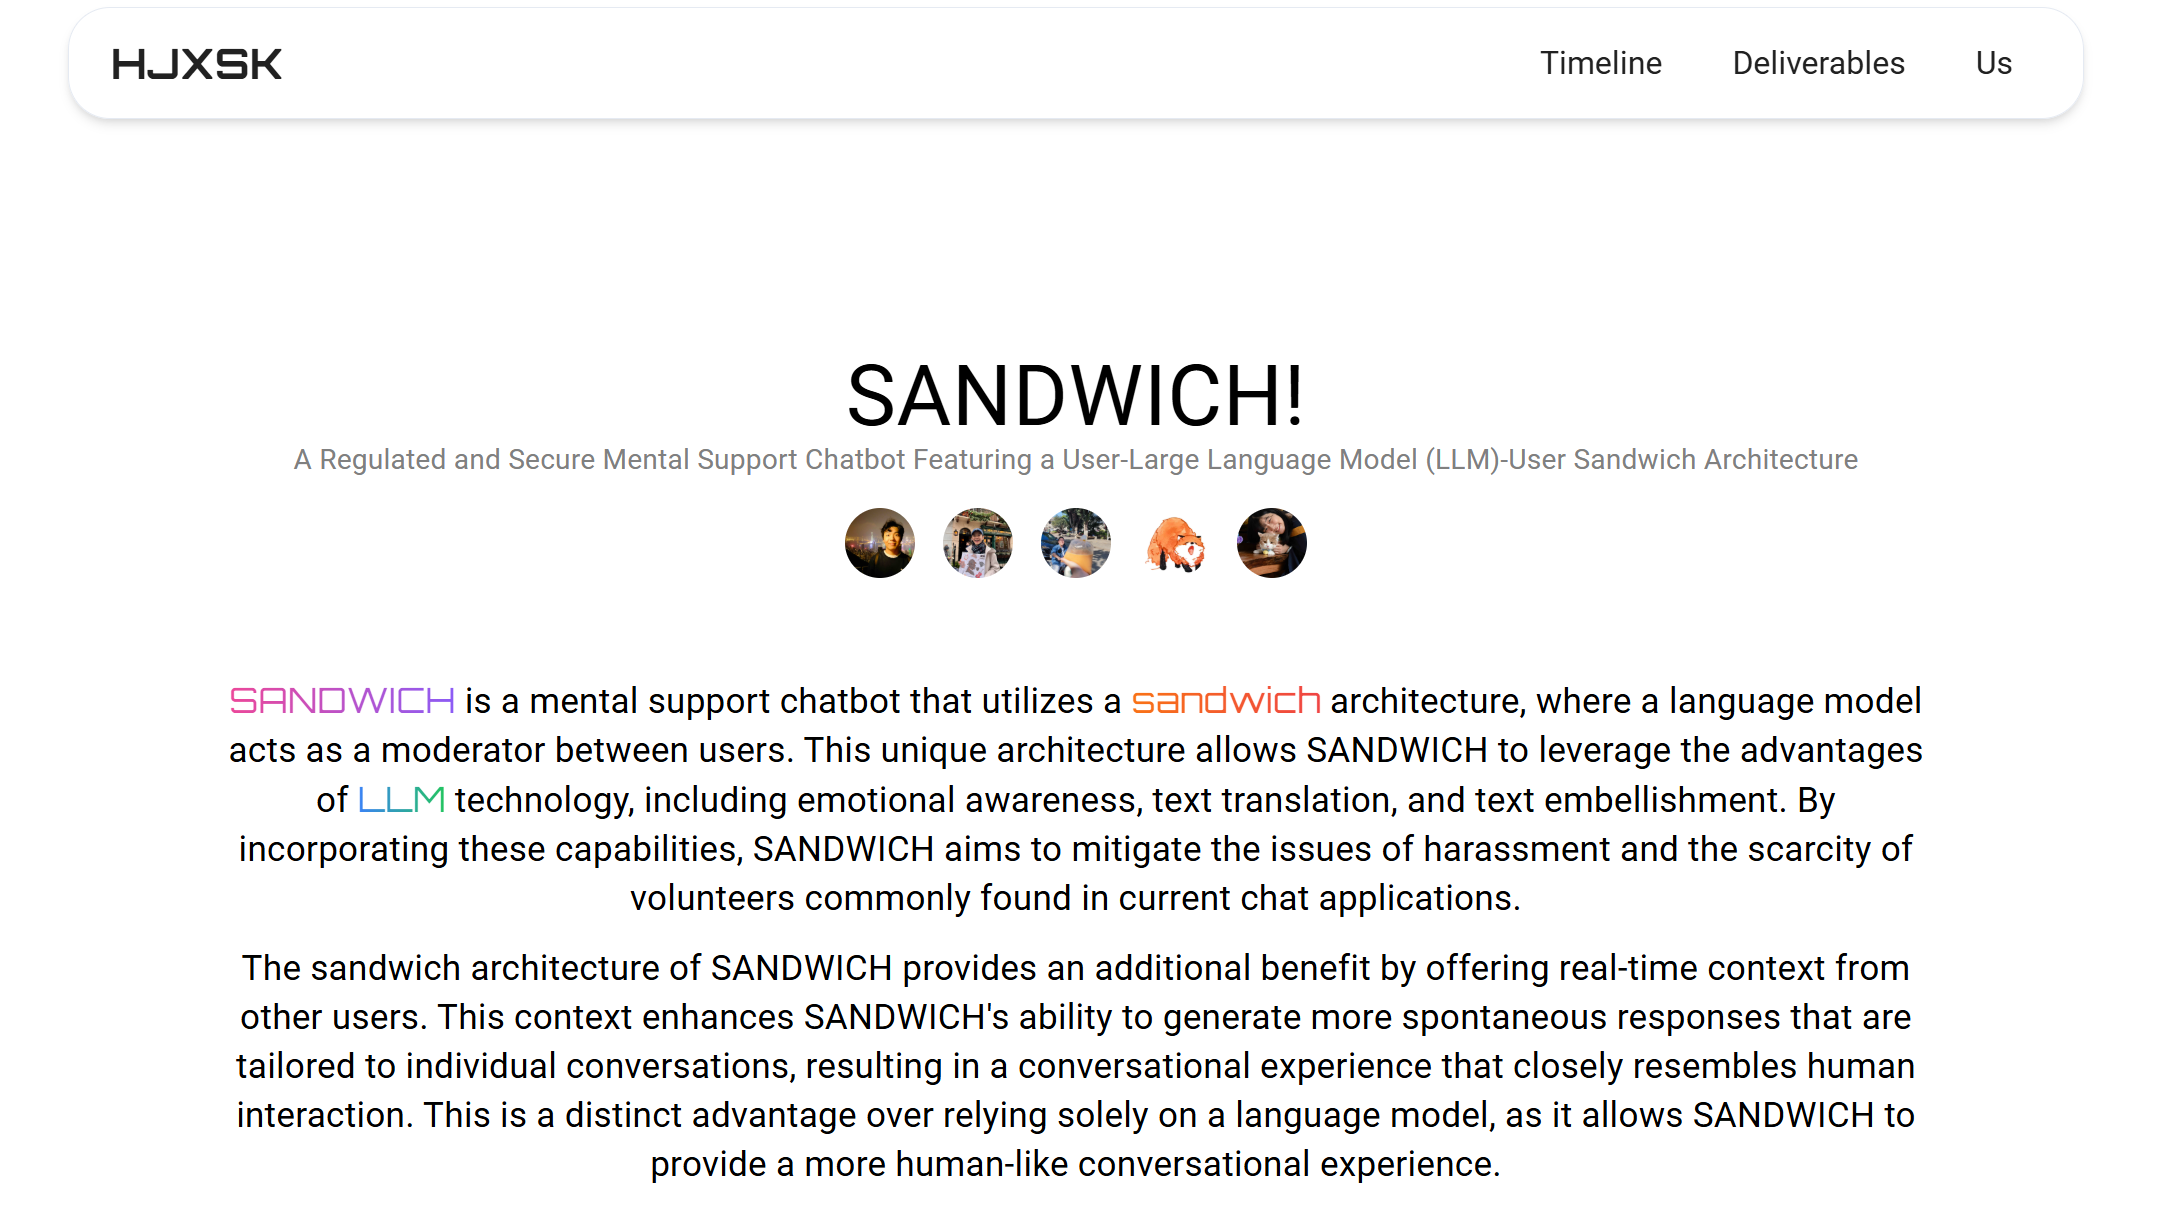 HJXSK
Timeline
Deliverables
Us
SANDWICH!
A Regulated and Secure Mental Support Chatbot Featuring a User-Large Language Model (LLM)-User Sandwich Architecture
SANDWICH is a mental support chatbot that utilizes a sandwich architecture, where a language model
acts as a moderator between users. This unique architecture allows SANDWICH to leverage the advantages
of LLM technology, including emotional awareness, text translation, and text embellishment. By
incorporating these capabilities, SANDWICH aims to mitigate the issues of harassment and the scarcity of
volunteers commonly found in current chat applications.
The sandwich architecture of SANDWICH provides an additional benefit by offering real-time context from
other users. This context enhances SANDWICH's ability to generate more spontaneous responses that are
tailored to individual conversations, resulting in a conversational experience that closely resembles human
interaction. This is a distinct advantage over relying solely on a language model, as it allows SANDWICH to
provide a more human-like conversational experience.